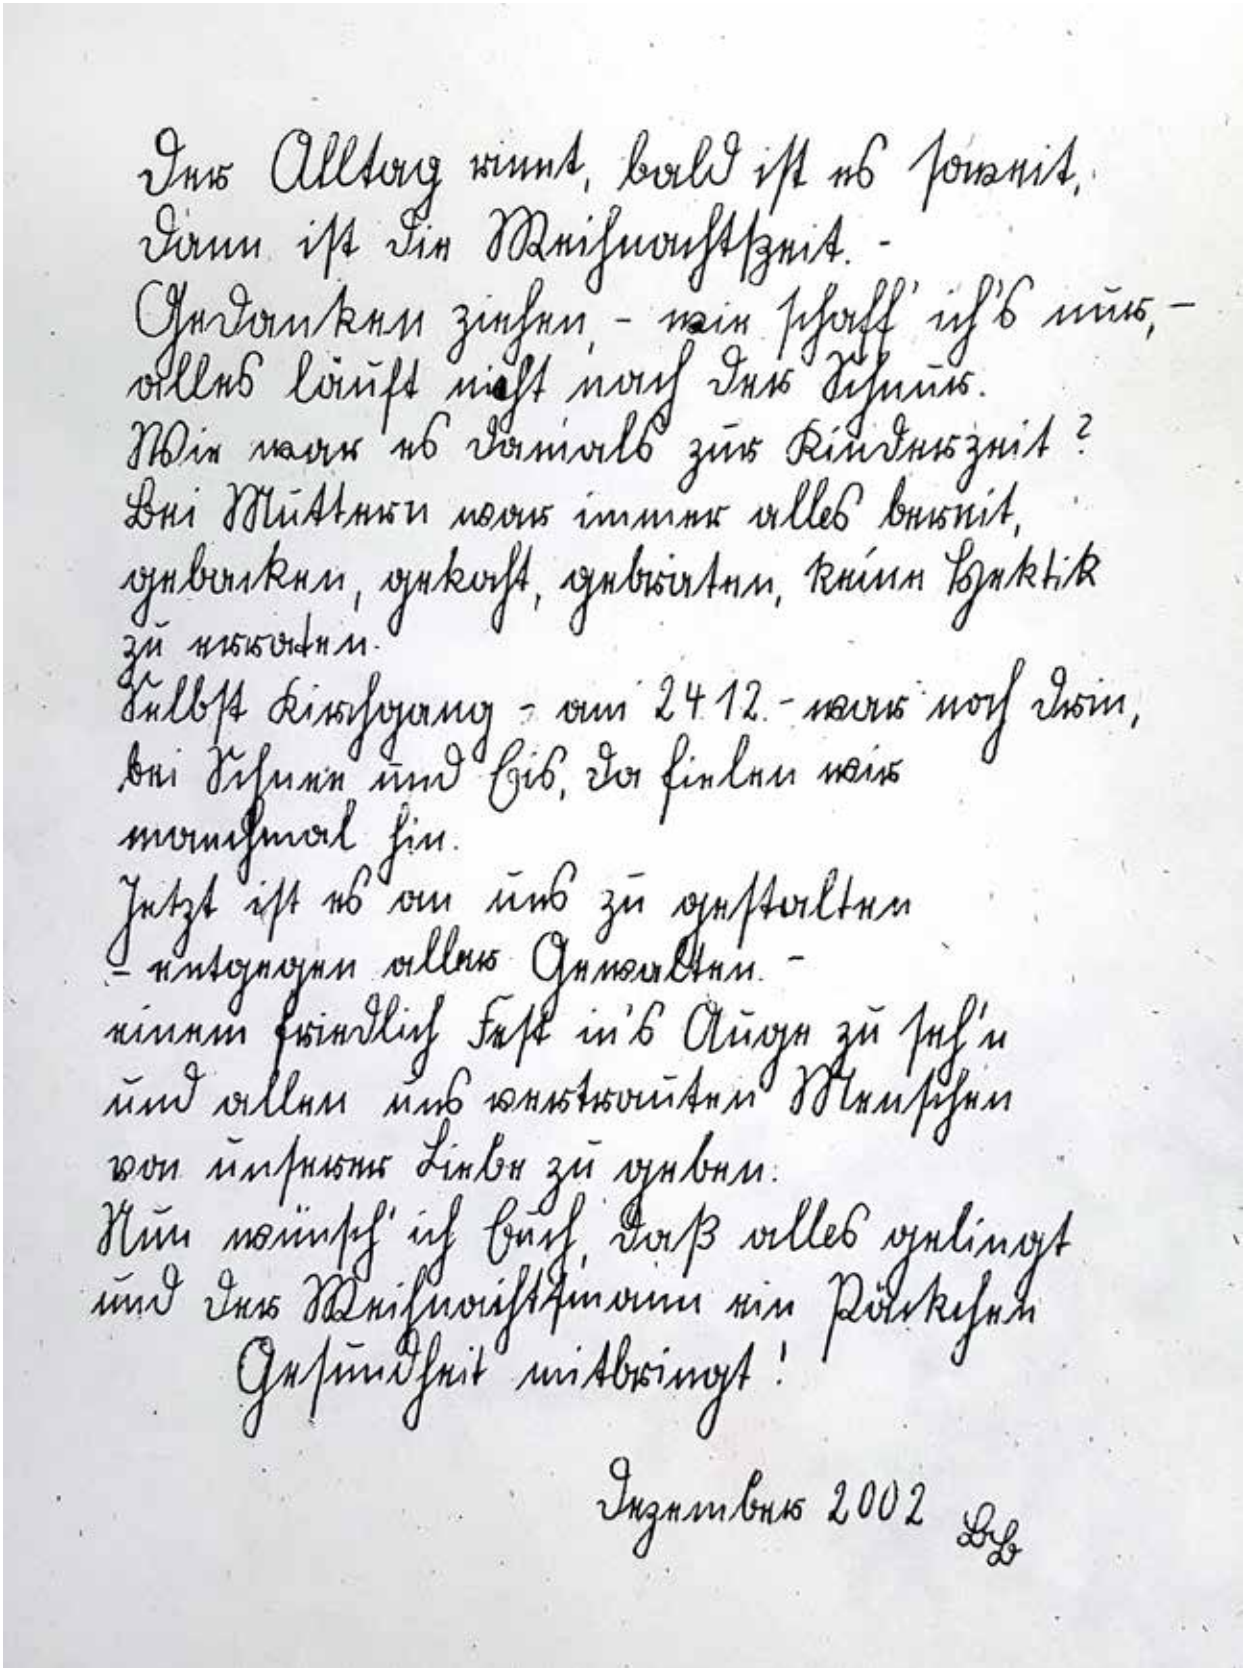 Der Alltag rinnt, bald ist es soweit,
dann ist die Weihnachtszeit. -
Gedanken ziehen, - wie schaff' ich's nur, -
alles läuft nicht nach der Schnur.
Wie war es damals zur Kinderzeit?
Bei Muttern war immer alles bereit,
gebacken, gekocht, gebraten, keine Hektik
zu erraten.
Selbst Kirchgang - am 24.12. - war noch drin,
bei Schnee und Eis, da fielen wir
manchmal hin.
Jetzt ist es an uns zu gestalten
- entgegen aller Gewalten. -
einem friedlich Fest in's Auge zu seh'n
und allen uns vertrauten Menschen
von unserer Liebe zu geben.
Nun wünsch' ich Euch, daß alles gelingt
und der Weihnachtsmann ein Päckchen
Gesundheit mitbringt!
Dezember 2002